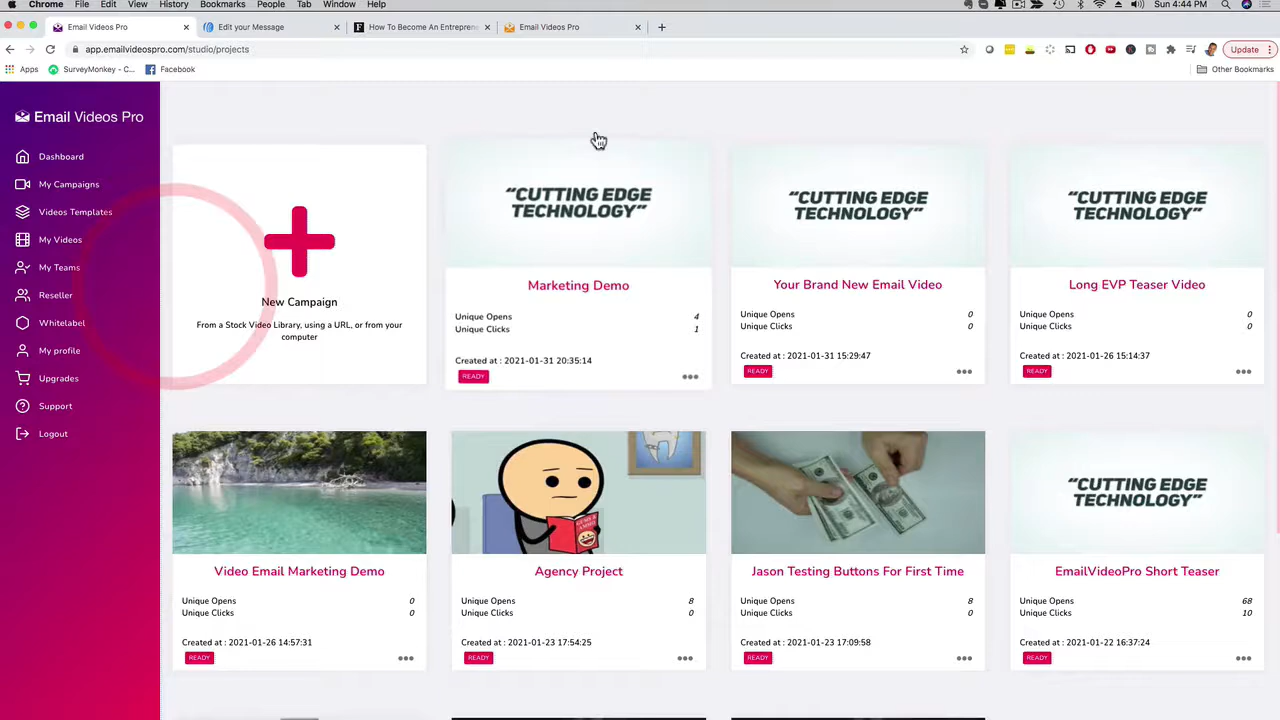 Chrome File Edit View History Bookmarks People Tab Window Help
Sun 4:44 PM
Email Videos Pro
Edit your Message
How To Become An Entreprene
Email Videos Pro
app.emailvideospro.com/studio/projects
Update
Apps
SurveyMonkey - C...
Facebook
Other Bookmarks
Email Videos Pro
Dashboard
My Campaigns
Videos Templates
My Videos
My Teams
Reseller
Whitelabel
My profile
Upgrades
Support
Logout
New Campaign
From a Stock Video Library, using a URL, or from your
computer
"CUTTING EDGE
TECHNOLOGY"
Marketing Demo
Unique Opens 4
Unique Clicks 1
Created at : 2021-01-31 20:35:14
READY
"CUTTING EDGE
TECHNOLOGY"
Your Brand New Email Video
Unique Opens 0
Unique Clicks 0
Created at : 2021-01-31 15:29:47
READY
"CUTTING EDGE
TECHNOLOGY"
Long EVP Teaser Video
Unique Opens 0
Unique Clicks 0
Created at : 2021-01-26 15:14:37
READY
Video Email Marketing Demo
Unique Opens 0
Unique Clicks 0
Created at : 2021-01-26 14:57:31
READY
Agency Project
Unique Opens 8
Unique Clicks 0
Created at : 2021-01-23 17:54:25
READY
Jason Testing Buttons For First Time
Unique Opens 8
Unique Clicks 0
Created at : 2021-01-23 17:09:58
READY
"CUTTING EDGE
TECHNOLOGY"
EmailVideoPro Short Teaser
Unique Opens 68
Unique Clicks 10
Created at : 2021-01-22 16:37:24
READY